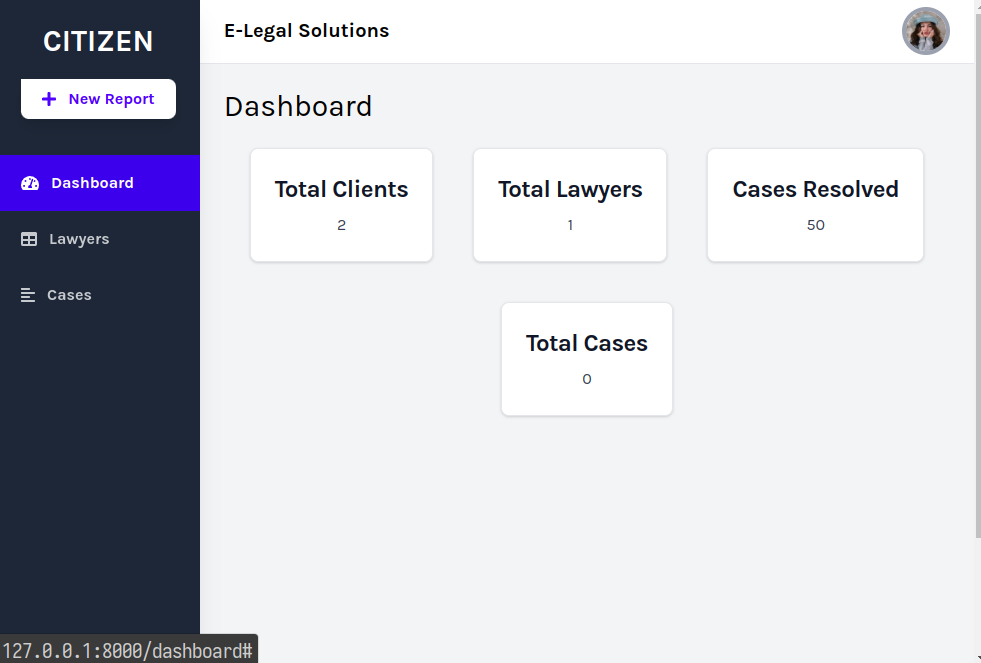 CITIZEN
New Report
Dashboard
Lawyers
Cases
E-Legal Solutions
Dashboard
Total Clients
2
Total Lawyers
1
Cases Resolved
50
Total Cases
0
127.0.0.1:8000/dashboard#